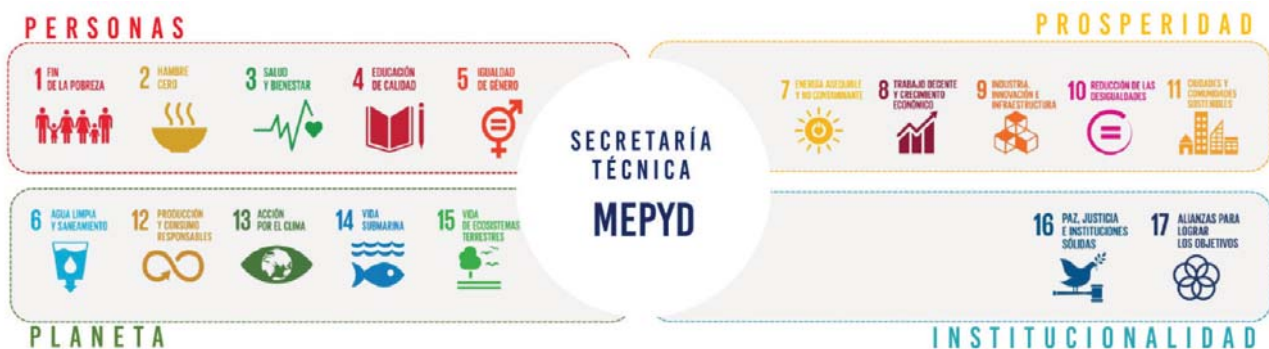 PERSONAS
1 FIN
DE LA POBREZA
2 HAMBRE
CERO
3 SALUD
Y BIENESTAR
4 EDUCACIÓN
DE CALIDAD
5 IGUALDAD
DE GÉNERO
PROSPERIDAD
7 ENERGÍA ASEQUIBLE
Y NO CONTAMINANTE
8 TRABAJO DECENTE
Y CRECIMIENTO
ECONÓMICO
9 INDUSTRIA,
INNOVACIÓN E
INFRAESTRUCTURA
10 REDUCCIÓN DE LAS
DESIGUALDADES
11 CIUDADES Y
COMUNIDADES
SOSTENIBLES
SECRETARÍA
TÉCNICA
MEPYD
6 AGUA LIMPIA
Y SANEAMIENTO
12 PRODUCCIÓN
Y CONSUMO
RESPONSABLES
13 ACCIÓN
POR EL CLIMA
14 VIDA
SUBMARINA
15 VIDA
DE ECOSISTEMAS
TERRESTRES
PLANETA
16 PAZ, JUSTICIA
E INSTITUCIONES
SÓLIDAS
17 ALIANZAS PARA
LOGRAR
LOS OBJETIVOS
INSTITUCIONALIDAD